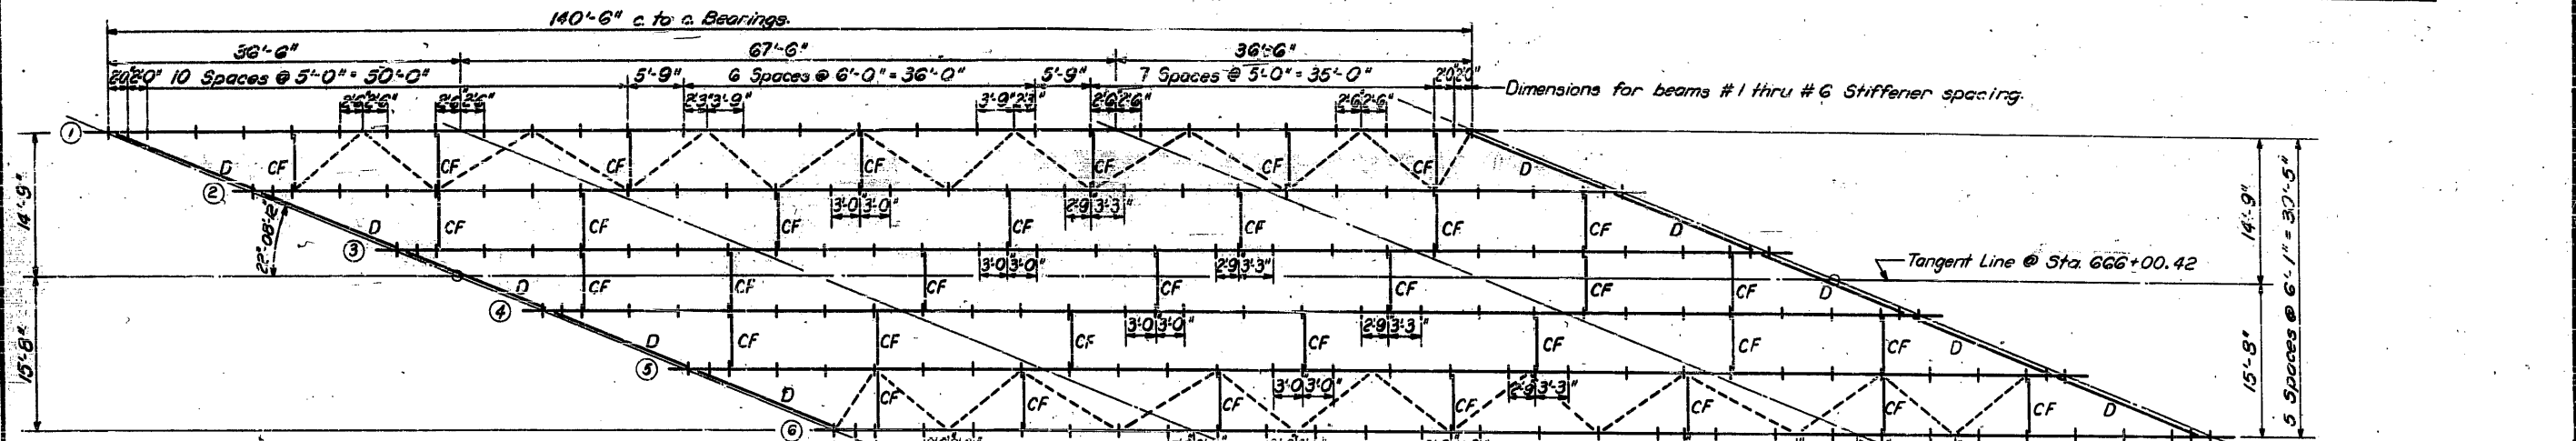 140'-6" c. to c. Bearings.
36'-6" 67'-6" 36'-6"
2'0" 2'0" 10 Spaces @ 5'-0" = 50'-0" 5'-9" 6 Spaces @ 6'-0" = 36'-0" 5'-9" 7 Spaces @ 5'-0" = 35'-0" 2'0" 2'0"
Dimensions for beams #1 thru #6 Stiffener spacing.
2'6" 2'6" 2'6" 2'6" 2'3" 3'-9" 3'-9" 2'3" 2'6" 2'6" 2'6" 2'6"
1
D CF CF CF CF CF CF CF D
2
3'-0 3'-0" 2'9 3'-3"
14'-9" 22°-08'-12" 14'-9" 5 Spaces @ 6'-1" = 30'-5"
D CF CF CF CF CF CF CF D
3
3'-0 3'-0" 2'9 3'-3"
Tangent Line @ Sta. 666+00.42
D CF CF CF CF CF CF CF D
4
3'-0 3'-0" 2'9 3'-3"
15'-8" 15'-8"
D CF CF CF CF CF CF CF D
5
3'-0 3'-0" 2'-9 3'-3"
D CF CF CF CF CF CF CF D
6